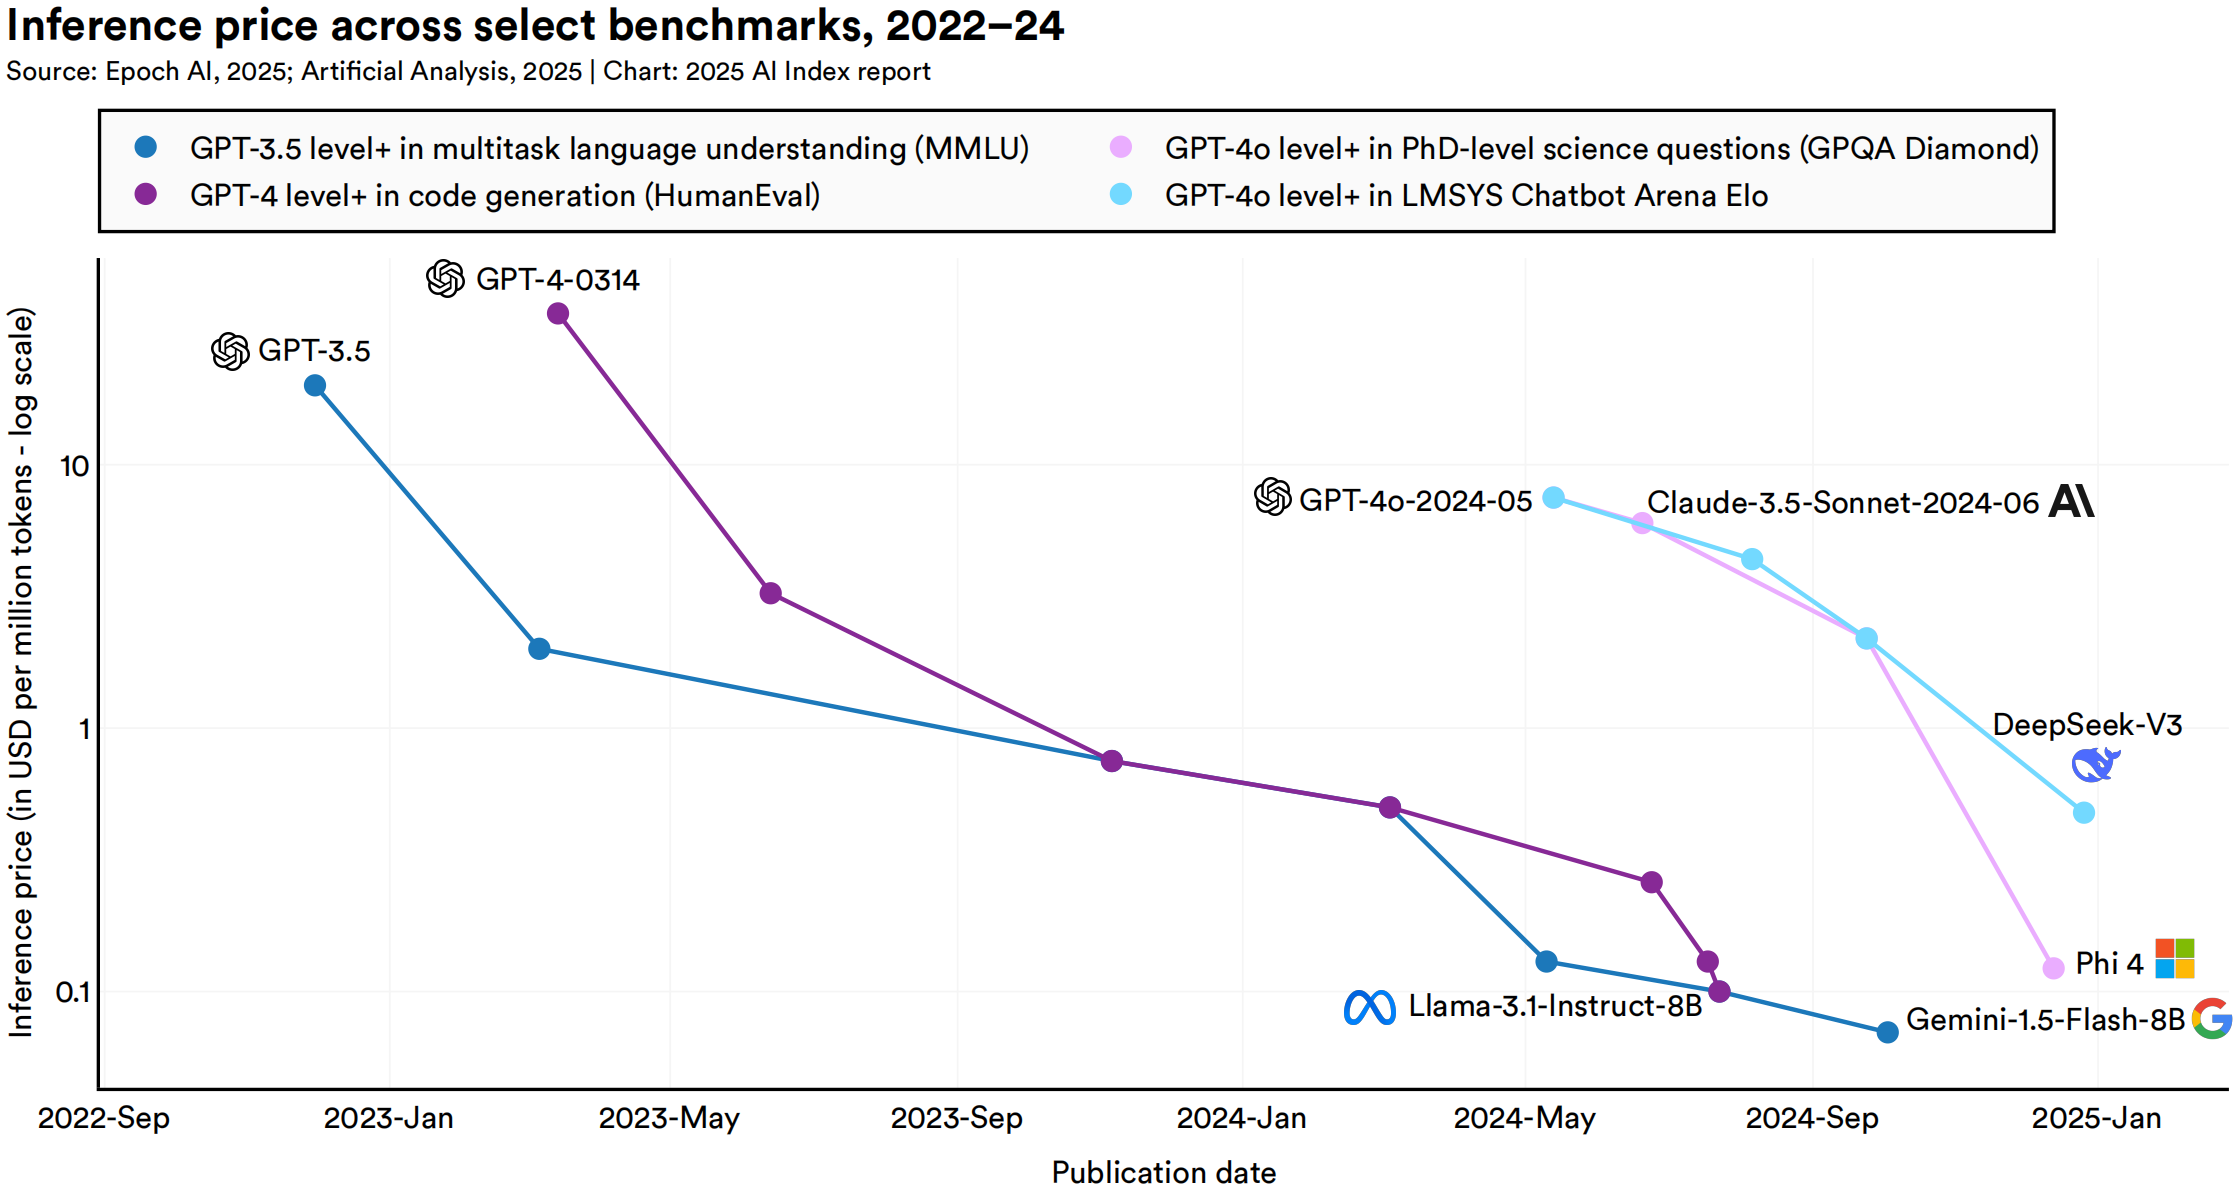 Inference price across select benchmarks, 2022–24
Source: Epoch AI, 2025; Artificial Analysis, 2025 | Chart: 2025 AI Index report
GPT-3.5 level+ in multitask language understanding (MMLU)
GPT-4 level+ in code generation (HumanEval)
GPT-4o level+ in PhD-level science questions (GPQA Diamond)
GPT-4o level+ in LMSYS Chatbot Arena Elo
Inference price (in USD per million tokens - log scale)
10
1
0.1
GPT-4-0314
GPT-3.5
GPT-4o-2024-05
Claude-3.5-Sonnet-2024-06
DeepSeek-V3
Phi 4
Llama-3.1-Instruct-8B
Gemini-1.5-Flash-8B
2022-Sep
2023-Jan
2023-May
2023-Sep
2024-Jan
2024-May
2024-Sep
2025-Jan
Publication date